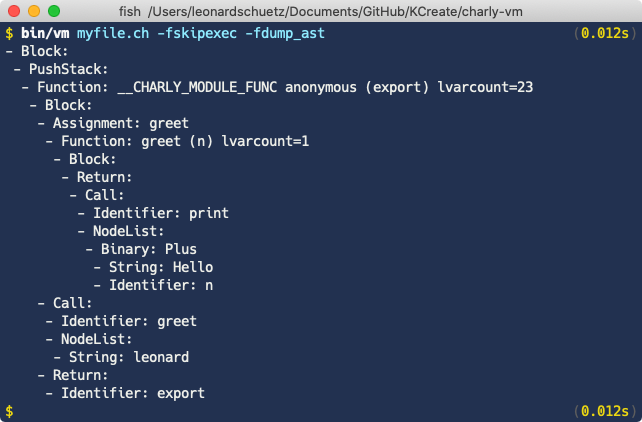 fish /Users/leonardschuetz/Documents/GitHub/KCreate/charly-vm
$ bin/vm myfile.ch -fskipexec -fdump_ast (0.012s)
- Block:
- PushStack:
- Function: __CHARLY_MODULE_FUNC anonymous (export) lvarcount=23
- Block:
- Assignment: greet
- Function: greet (n) lvarcount=1
- Block:
- Return:
- Call:
- Identifier: print
- NodeList:
- Binary: Plus
- String: Hello
- Identifier: n
- Call:
- Identifier: greet
- NodeList:
- String: leonard
- Return:
- Identifier: export
$ (0.012s)